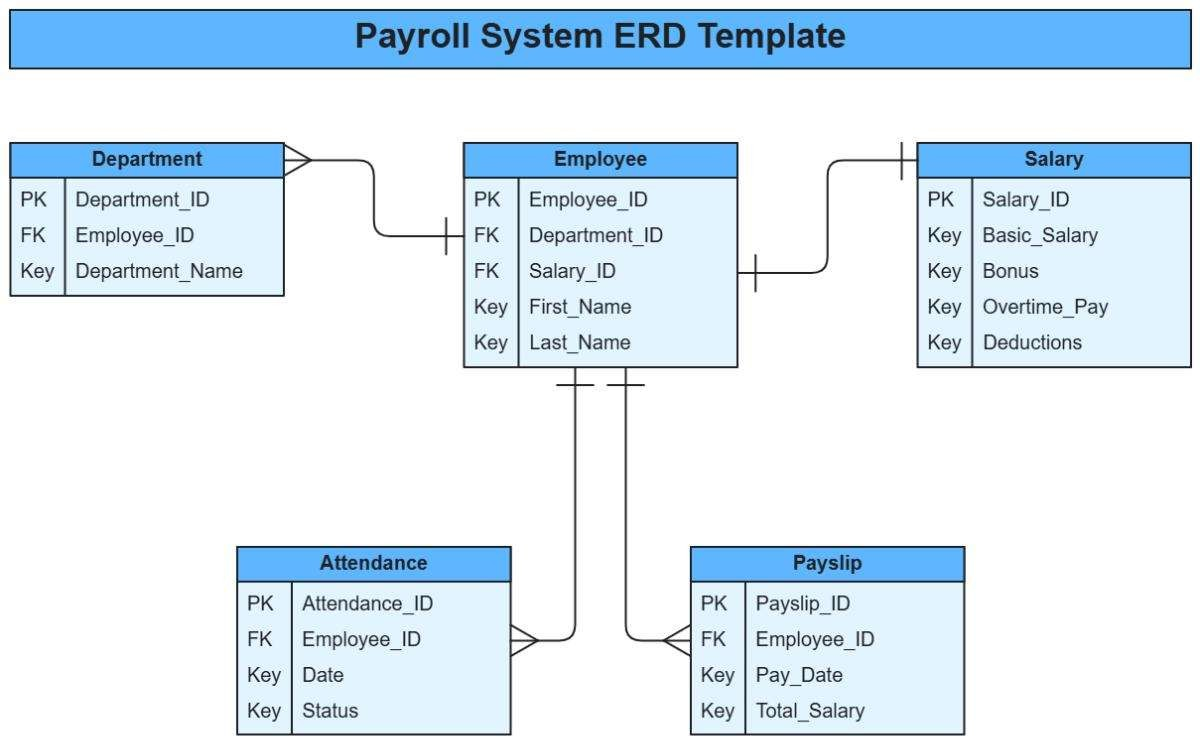 Payroll System ERD Template
Department
PK Department_ID
FK Employee_ID
Key Department_Name
Employee
PK Employee_ID
FK Department_ID
FK Salary_ID
Key First_Name
Key Last_Name
Salary
PK Salary_ID
Key Basic_Salary
Key Bonus
Key Overtime_Pay
Key Deductions
Attendance
PK Attendance_ID
FK Employee_ID
Key Date
Key Status
Payslip
PK Payslip_ID
FK Employee_ID
Key Pay_Date
Key Total_Salary